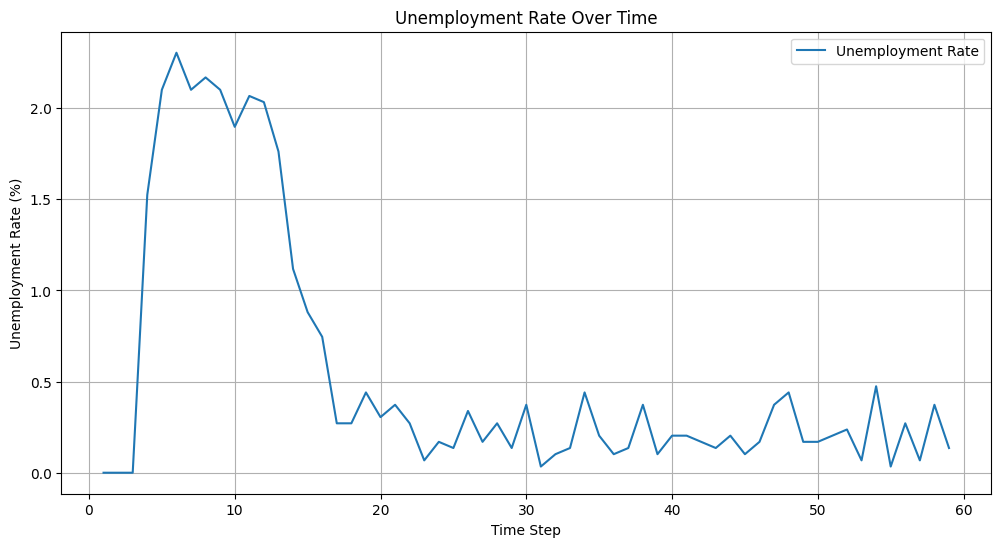 Unemployment Rate Over Time
Unemployment Rate
Unemployment Rate (%)
2.0
1.5
1.0
0.5
0.0
0 10 20 30 40 50 60
Time Step